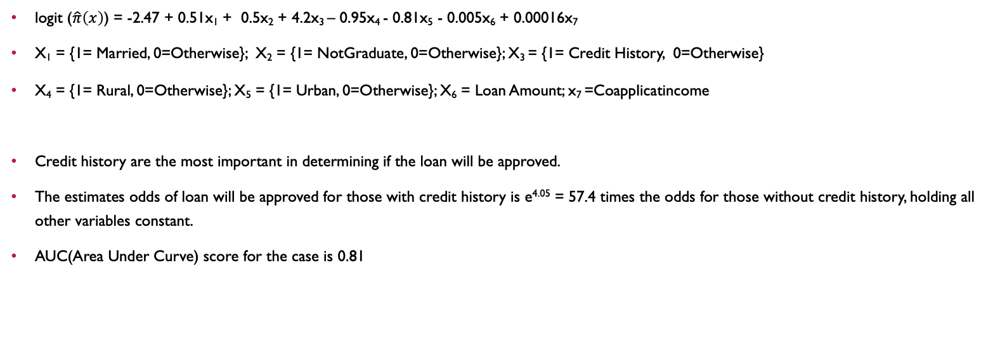 • logit (π̂(x)) = -2.47 + 0.51x₁ + 0.5x₂ + 4.2x₃ – 0.95x₄ - 0.81x₅ - 0.005x₆ + 0.00016x₇
• X₁ = {1= Married, 0=Otherwise}; X₂ = {1= NotGraduate, 0=Otherwise}; X₃ = {1= Credit History, 0=Otherwise}
• X₄ = {1= Rural, 0=Otherwise}; X₅ = {1= Urban, 0=Otherwise}; X₆ = Loan Amount; x₇ =Coapplicatincome
• Credit history are the most important in determining if the loan will be approved.
• The estimates odds of loan will be approved for those with credit history is e⁴·⁰⁵ = 57.4 times the odds for those without credit history, holding all
other variables constant.
• AUC(Area Under Curve) score for the case is 0.81